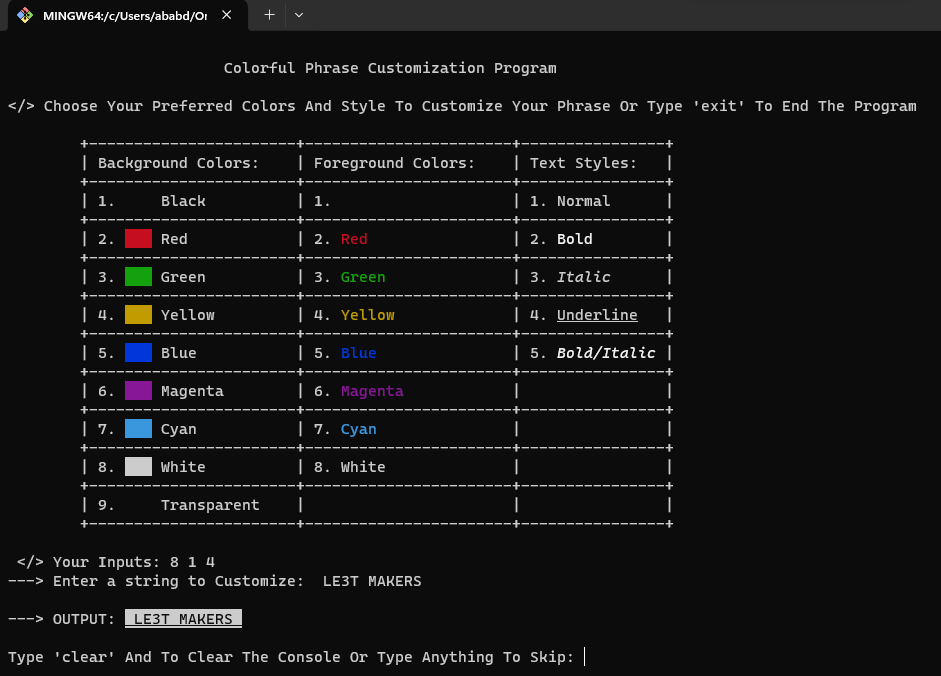 MINGW64:/c/Users/ababd/Or
Colorful Phrase Customization Program
</> Choose Your Preferred Colors And Style To Customize Your Phrase Or Type 'exit' To End The Program
+-----------------------+-----------------------+----------------+
| Background Colors: | Foreground Colors: | Text Styles: |
+-----------------------+-----------------------+----------------+
| 1. Black | 1. | 1. Normal |
+-----------------------+-----------------------+----------------+
| 2. Red | 2. Red | 2. Bold |
+-----------------------+-----------------------+----------------+
| 3. Green | 3. Green | 3. Italic |
+-----------------------+-----------------------+----------------+
| 4. Yellow | 4. Yellow | 4. Underline |
+-----------------------+-----------------------+----------------+
| 5. Blue | 5. Blue | 5. Bold/Italic |
+-----------------------+-----------------------+----------------+
| 6. Magenta | 6. Magenta | |
+-----------------------+-----------------------+----------------+
| 7. Cyan | 7. Cyan | |
+-----------------------+-----------------------+----------------+
| 8. White | 8. White | |
+-----------------------+-----------------------+----------------+
| 9. Transparent | | |
+-----------------------+-----------------------+----------------+
</> Your Inputs: 8 1 4
---> Enter a string to Customize: LE3T MAKERS
---> OUTPUT: LE3T MAKERS
Type 'clear' And To Clear The Console Or Type Anything To Skip: